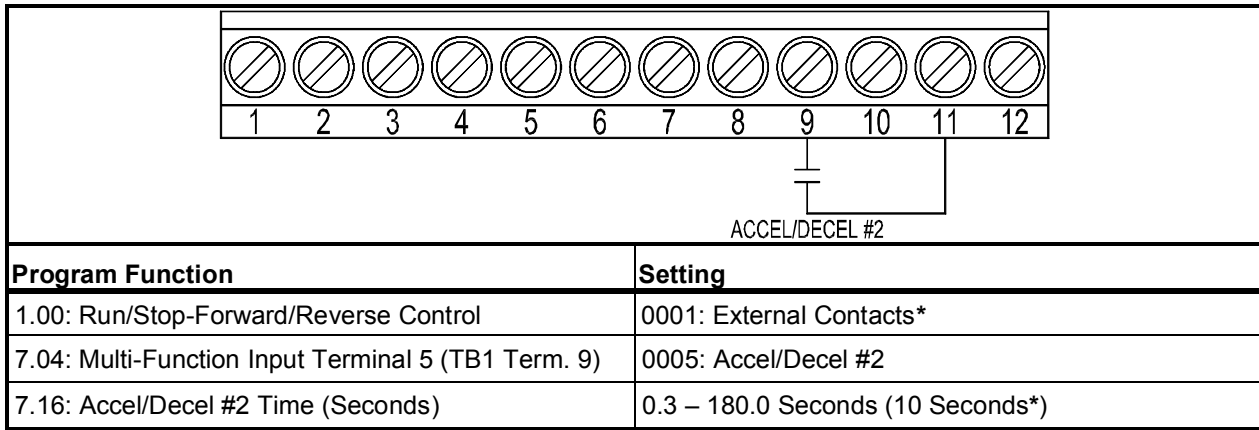 1 2 3 4 5 6 7 8 9 10 11 12
ACCEL/DECEL #2
Program Function Setting
1.00: Run/Stop-Forward/Reverse Control 0001: External Contacts*
7.04: Multi-Function Input Terminal 5 (TB1 Term. 9) 0005: Accel/Decel #2
7.16: Accel/Decel #2 Time (Seconds) 0.3 – 180.0 Seconds (10 Seconds*)